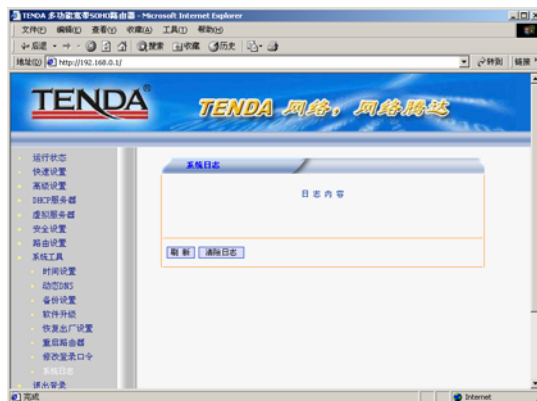 TENDA 多功能宽带SOHO路由器 - Microsoft Internet Explorer
文件(F) 编辑(E) 查看(V) 收藏(A) 工具(T) 帮助(H)
后退 搜索 收藏 历史
地址(D) http://192.168.0.1/ 转到 链接
TENDA®
TENDA 网络，网络腾达
运行状态
快速设置
高级设置
DHCP服务器
虚拟服务器
安全设置
路由设置
系统工具
时间设置
动态DNS
备份设置
软件升级
恢复出厂设置
重启路由器
修改登录口令
系统日志
退出登录
系统日志
日志内容
刷新 清除日志
完成 Internet